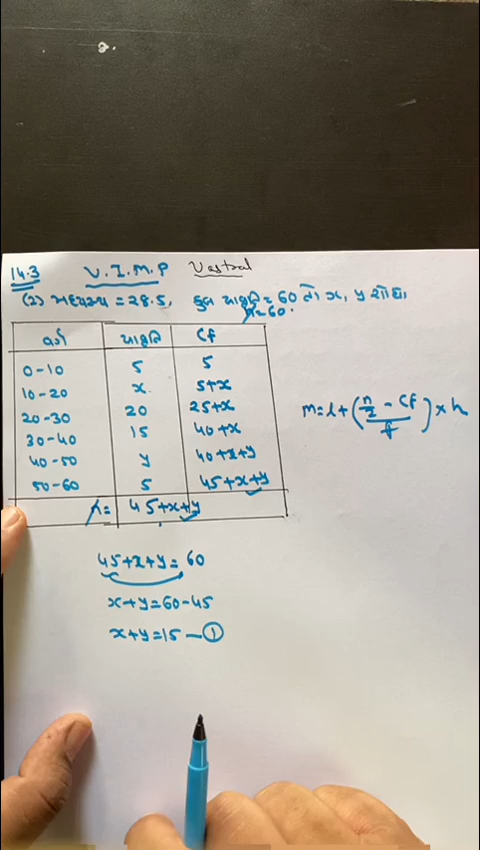 14.3 V.I.M.P Vastral
(2) મધ્યસ્થ = 28.5, કુલ આવૃત્તિ = 60 તો x, y શોધો.
n=60.
વર્ગ આવૃત્તિ cf
0-10 5 5
10-20 x 5+x
20-30 20 25+x
30-40 15 40+x
40-50 y 40+x+y
50-60 5 45+x+y
n= 45+x+y
M=l+(n/2 - cf/f)×h
45+x+y=60
x+y=60-45
x+y=15 —①